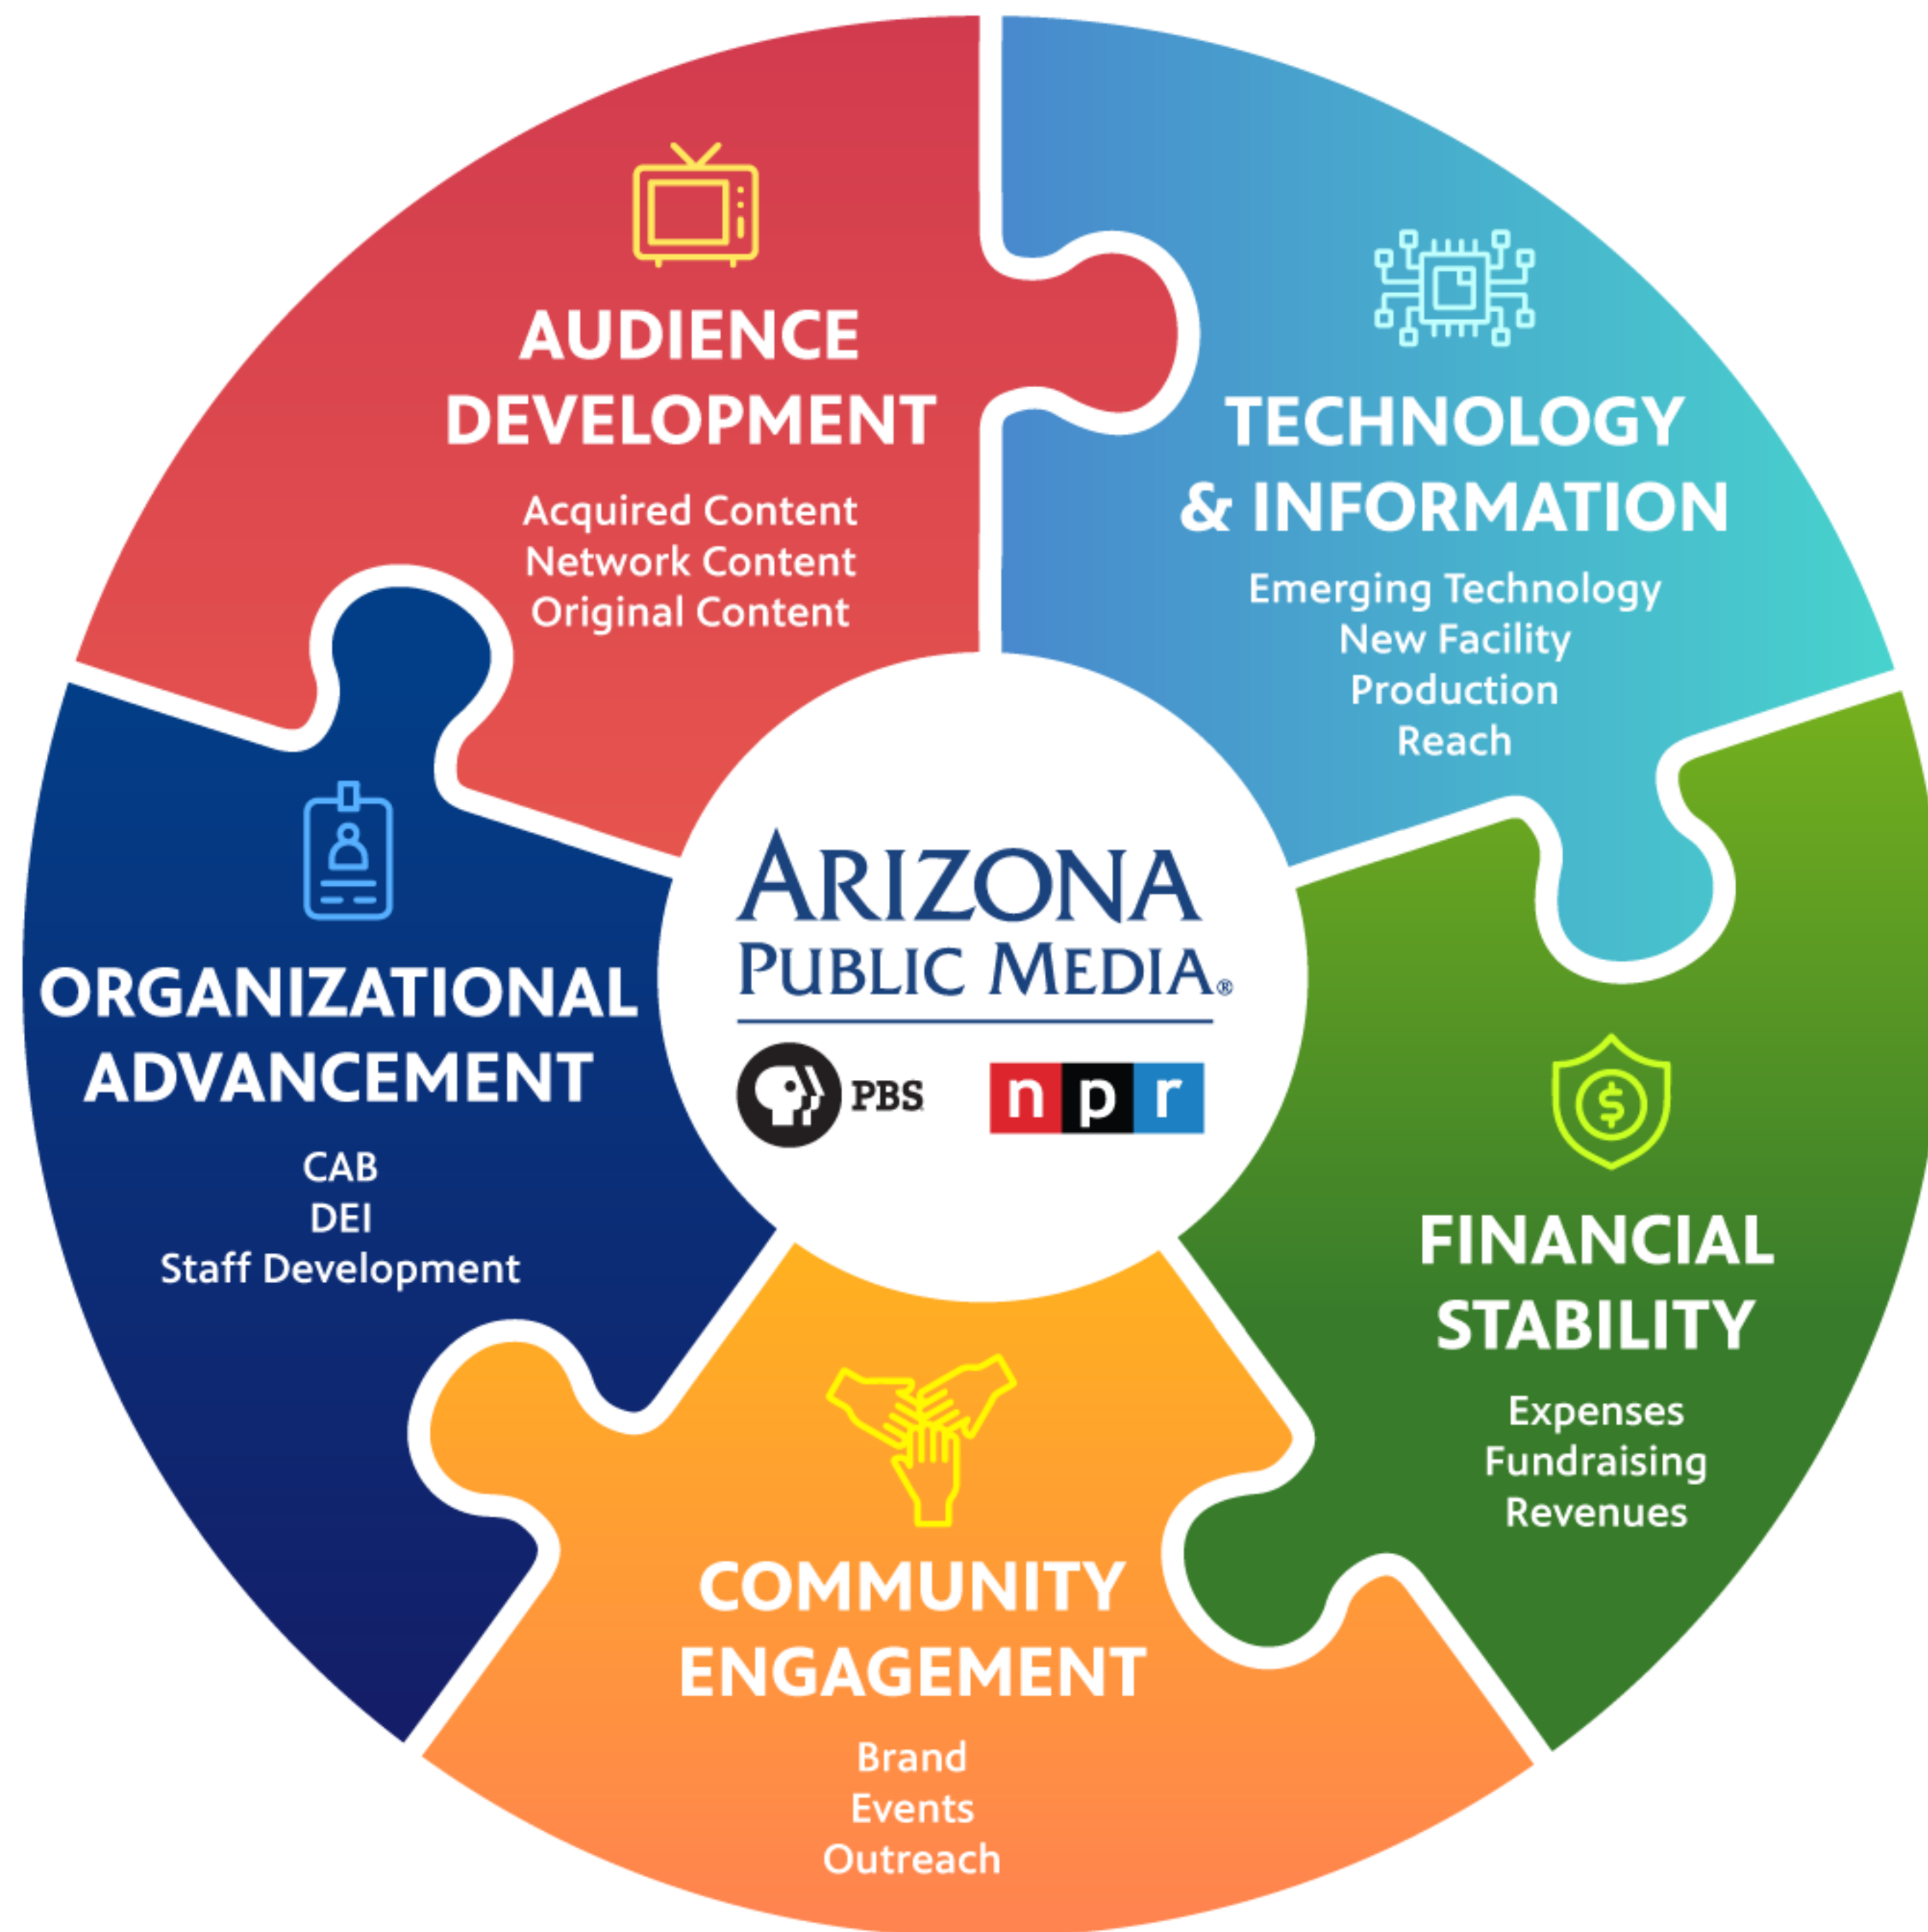 AUDIENCE
DEVELOPMENT
Acquired Content
Network Content
Original Content
TECHNOLOGY
& INFORMATION
Emerging Technology
New Facility
Production
Reach
ARIZONA
PUBLIC MEDIA®
PBS
npr
ORGANIZATIONAL
ADVANCEMENT
CAB
DEI
Staff Development
FINANCIAL
STABILITY
Expenses
Fundraising
Revenues
COMMUNITY
ENGAGEMENT
Brand
Events
Outreach